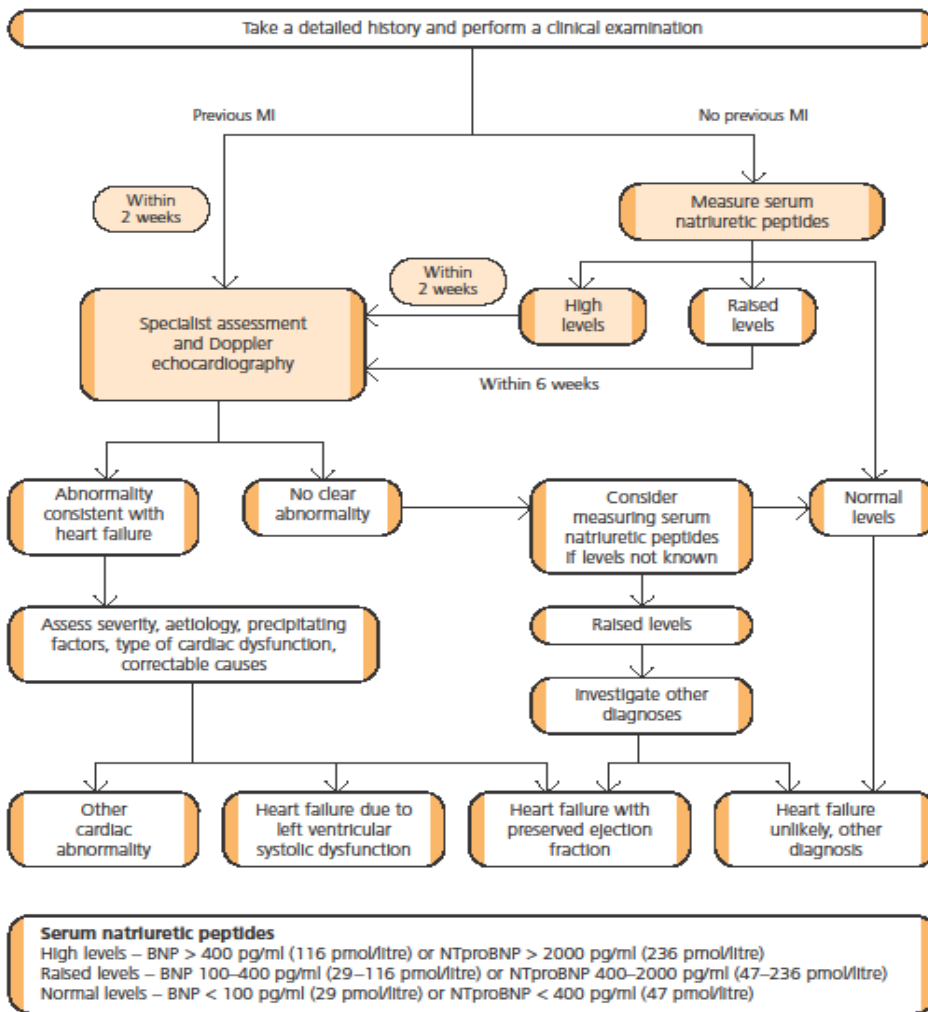 Take a detailed history and perform a clinical examination
Previous MI
No previous MI
Within
2 weeks
Measure serum
natriuretic peptides
Within
2 weeks
High
levels
Raised
levels
Specialist assessment
and Doppler
echocardiography
Within 6 weeks
Abnormality
consistent with
heart failure
No clear
abnormality
Consider
measuring serum
natriuretic peptides
if levels not known
Normal
levels
Assess severity, aetiology, precipitating
factors, type of cardiac dysfunction,
correctable causes
Raised levels
Investigate other
diagnoses
Other
cardiac
abnormality
Heart failure due to
left ventricular
systolic dysfunction
Heart failure with
preserved ejection
fraction
Heart failure
unlikely, other
diagnosis
Serum natriuretic peptides
High levels – BNP > 400 pg/ml (116 pmol/litre) or NTproBNP > 2000 pg/ml (236 pmol/litre)
Raised levels – BNP 100–400 pg/ml (29–116 pmol/litre) or NTproBNP 400–2000 pg/ml (47–236 pmol/litre)
Normal levels – BNP < 100 pg/ml (29 pmol/litre) or NTproBNP < 400 pg/ml (47 pmol/litre)